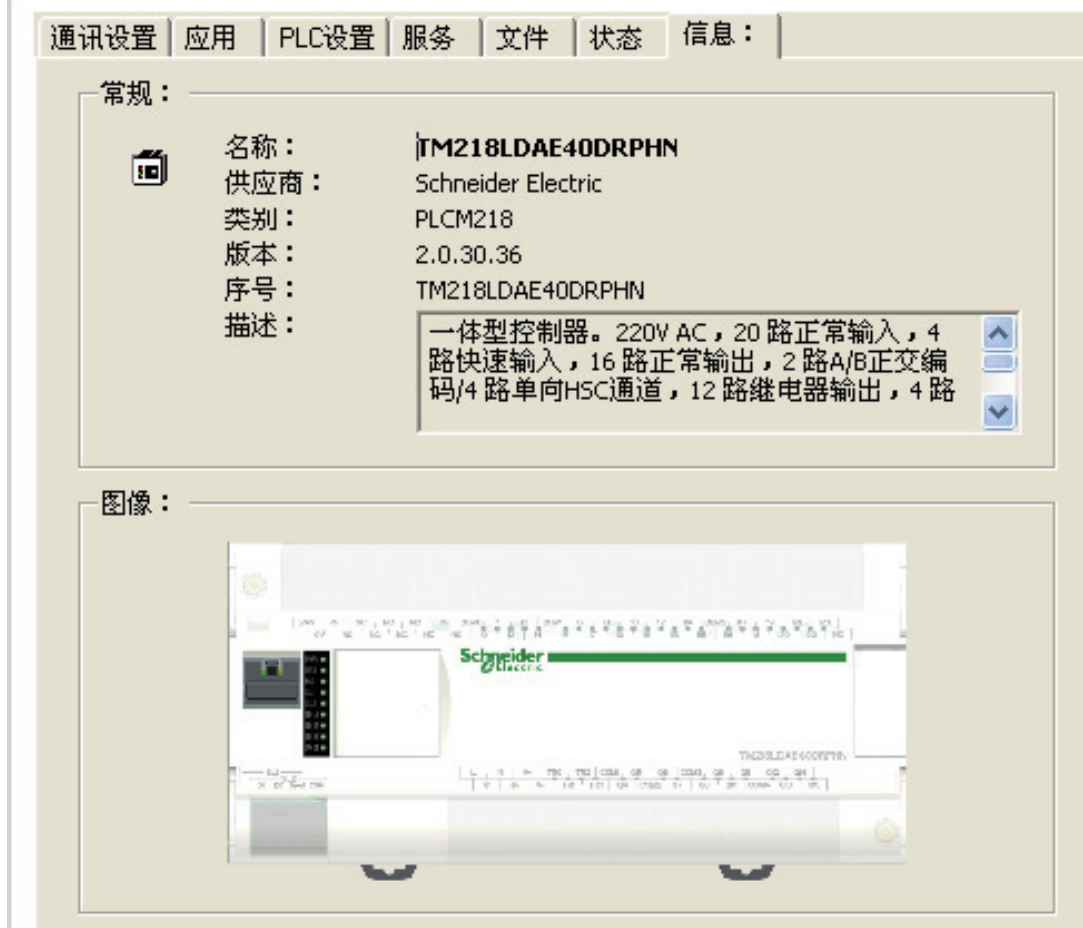 通讯设置 应用 PLC设置 服务 文件 状态 信息：
常规：
名称： TM218LDAE40DRPHN
供应商： Schneider Electric
类别： PLCM218
版本： 2.0.30.36
序号： TM218LDAE40DRPHN
描述： 一体型控制器。220V AC，20 路正常输入，4
路快速输入，16 路正常输出，2 路A/B正交编
码/4 路单向HSC通道，12 路继电器输出，4 路
图像：
Schneider
Electric